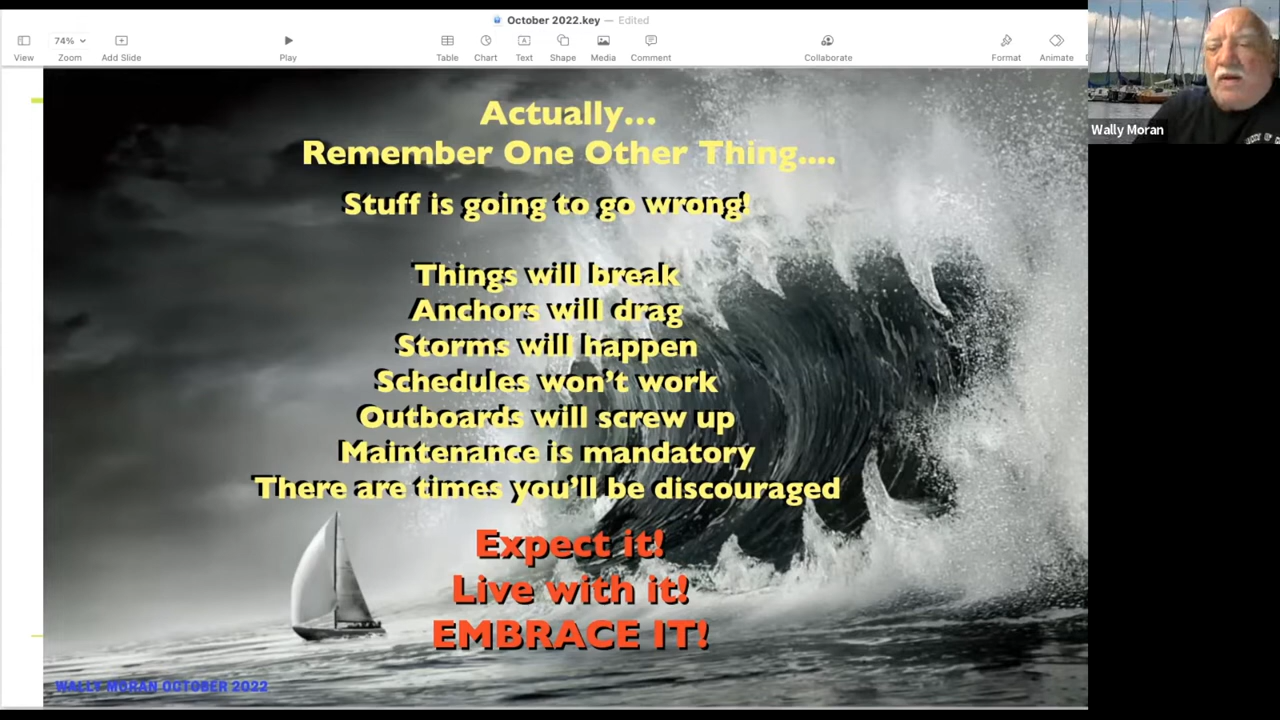 October 2022.key — Edited
74%
View
Zoom
Add Slide
Play
Table
Chart
Text
Shape
Media
Comment
Collaborate
Format
Animate
Wally Moran
Actually...
Remember One Other Thing....
Stuff is going to go wrong!
Things will break
Anchors will drag
Storms will happen
Schedules won't work
Outboards will screw up
Maintenance is mandatory
There are times you'll be discouraged
Expect it!
Live with it!
EMBRACE IT!
WALLY MORAN OCTOBER 2022